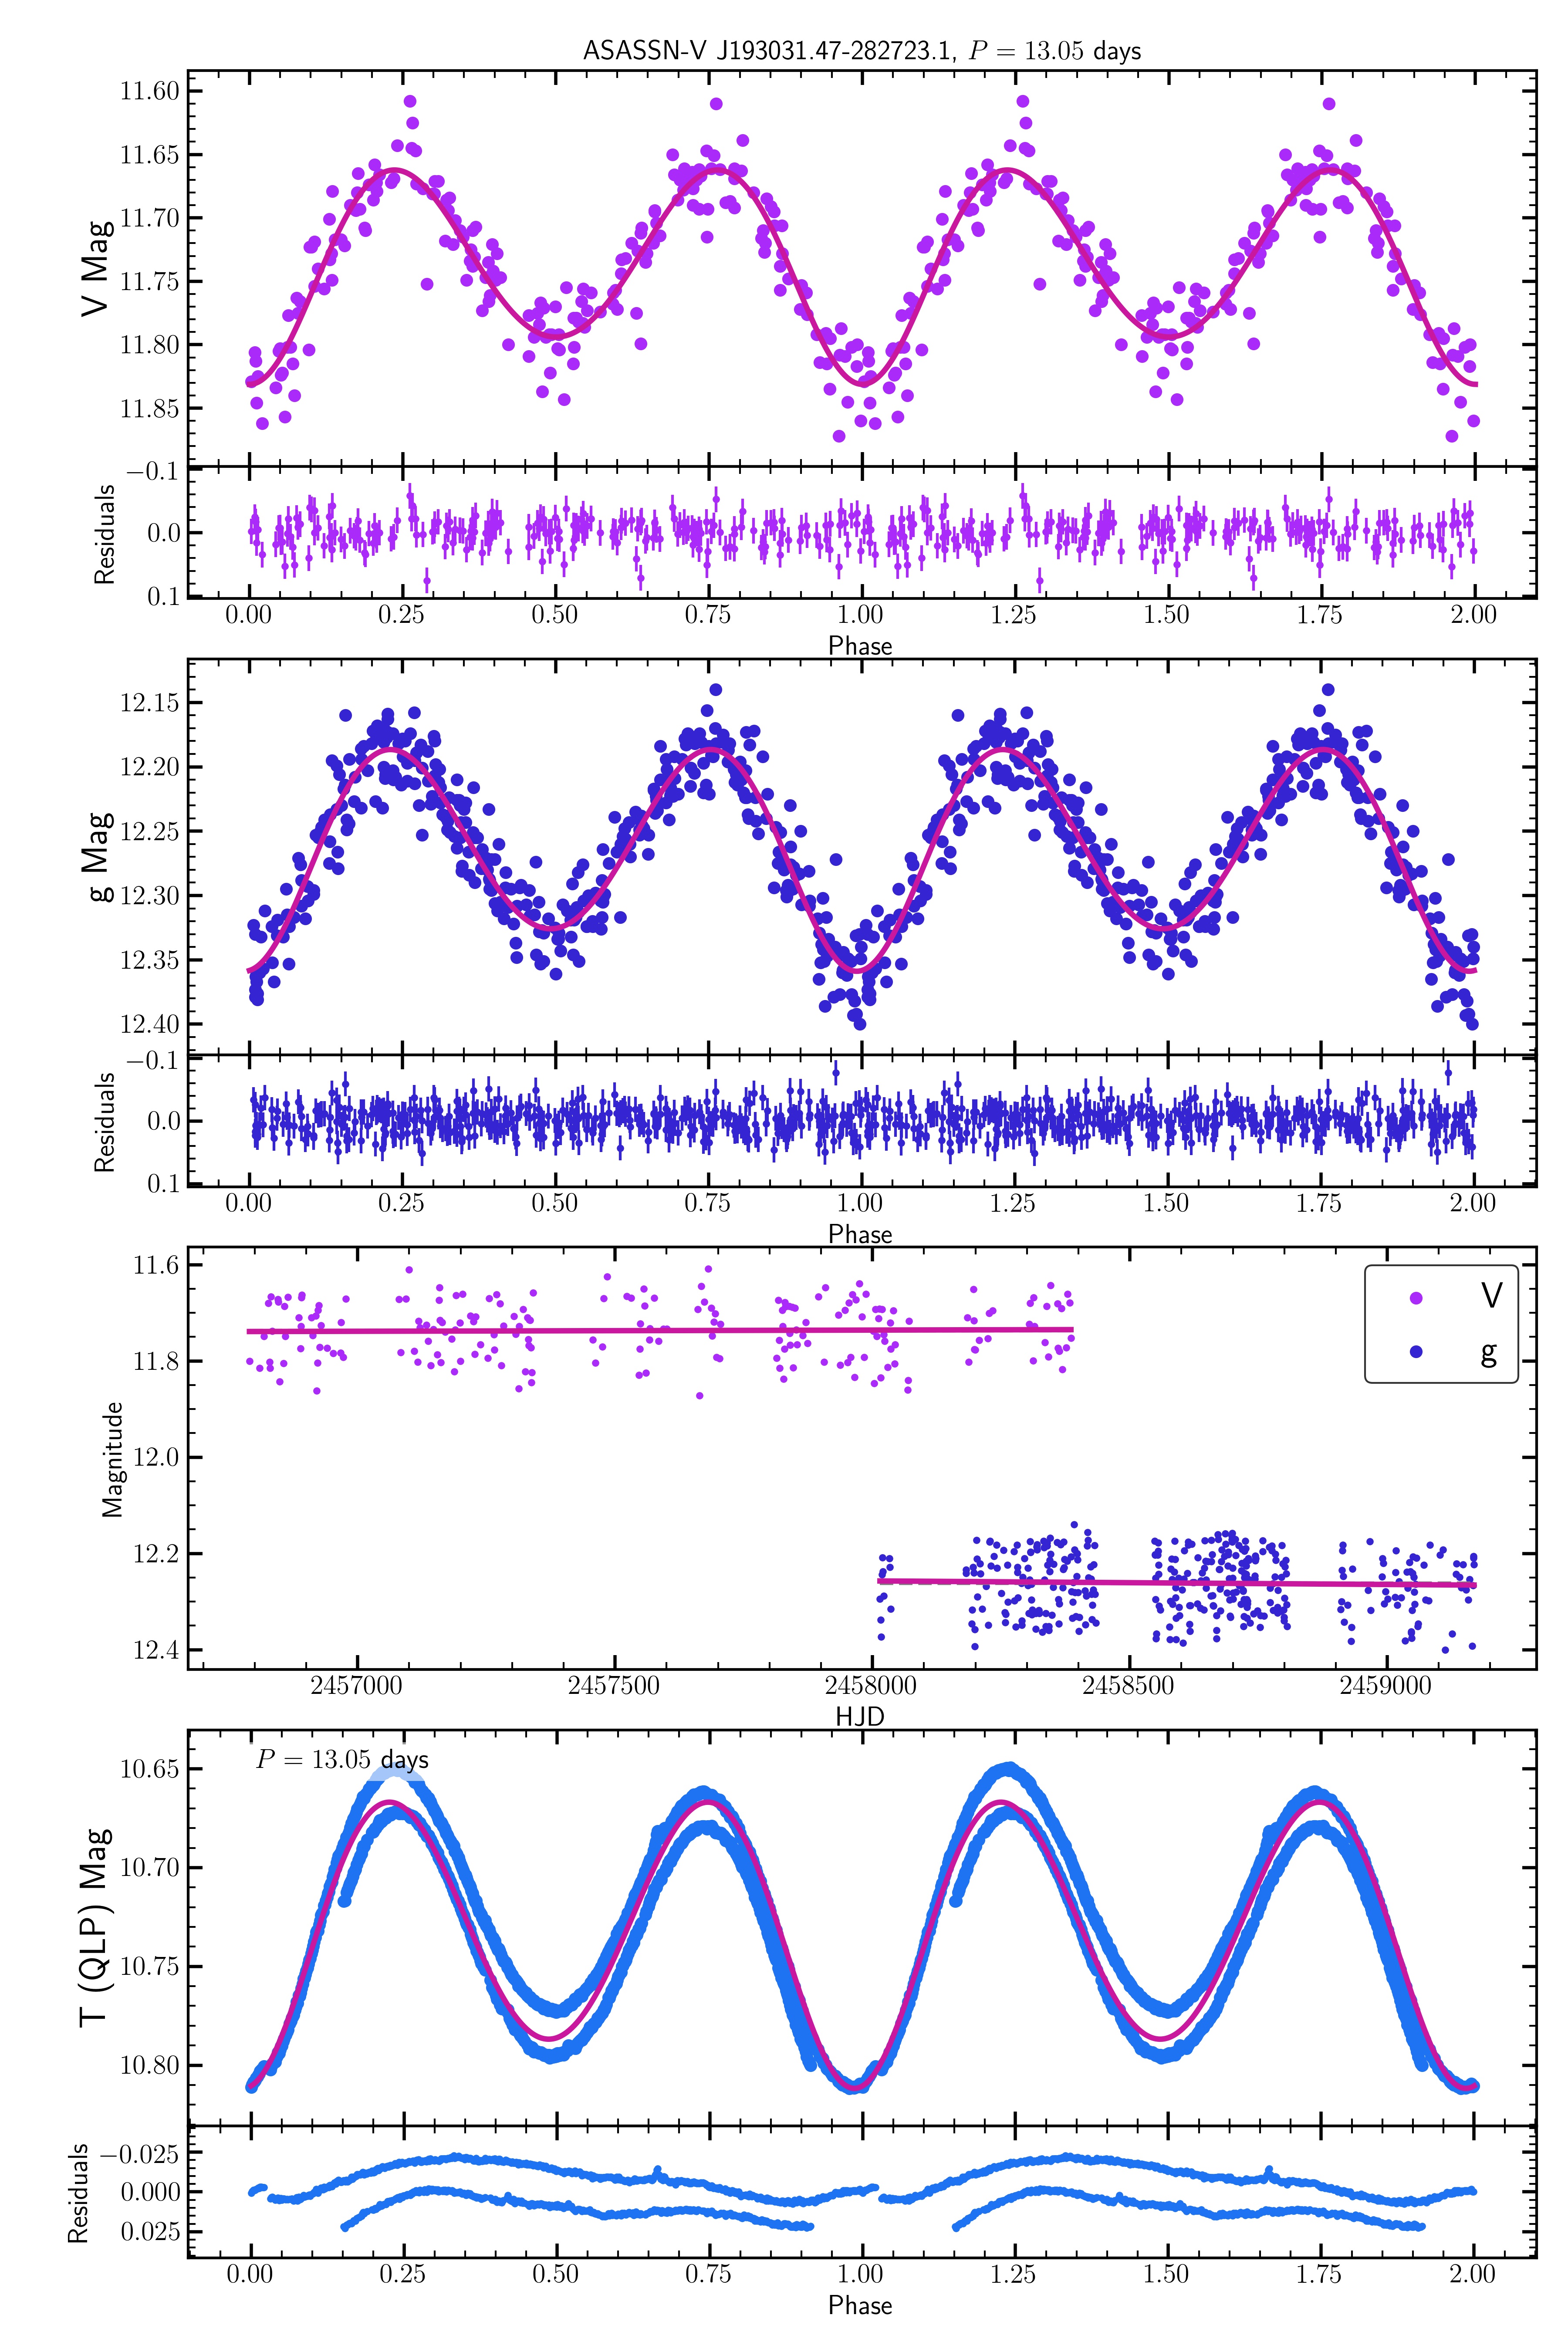 ASASSN-V J193031.47-282723.1, P = 13.05 days
V Mag
11.60
11.65
11.70
11.75
11.80
11.85
Residuals
−0.1
0.0
0.1
0.00 0.25 0.50 0.75 1.00 1.25 1.50 1.75 2.00
Phase
g Mag
12.15
12.20
12.25
12.30
12.35
12.40
Residuals
−0.1
0.0
0.1
0.00 0.25 0.50 0.75 1.00 1.25 1.50 1.75 2.00
Phase
Magnitude
11.6
11.8
12.0
12.2
12.4
V
g
2457000 2457500 2458000 2458500 2459000
HJD
P = 13.05 days
T (QLP) Mag
10.65
10.70
10.75
10.80
Residuals
−0.025
0.000
0.025
0.00 0.25 0.50 0.75 1.00 1.25 1.50 1.75 2.00
Phase